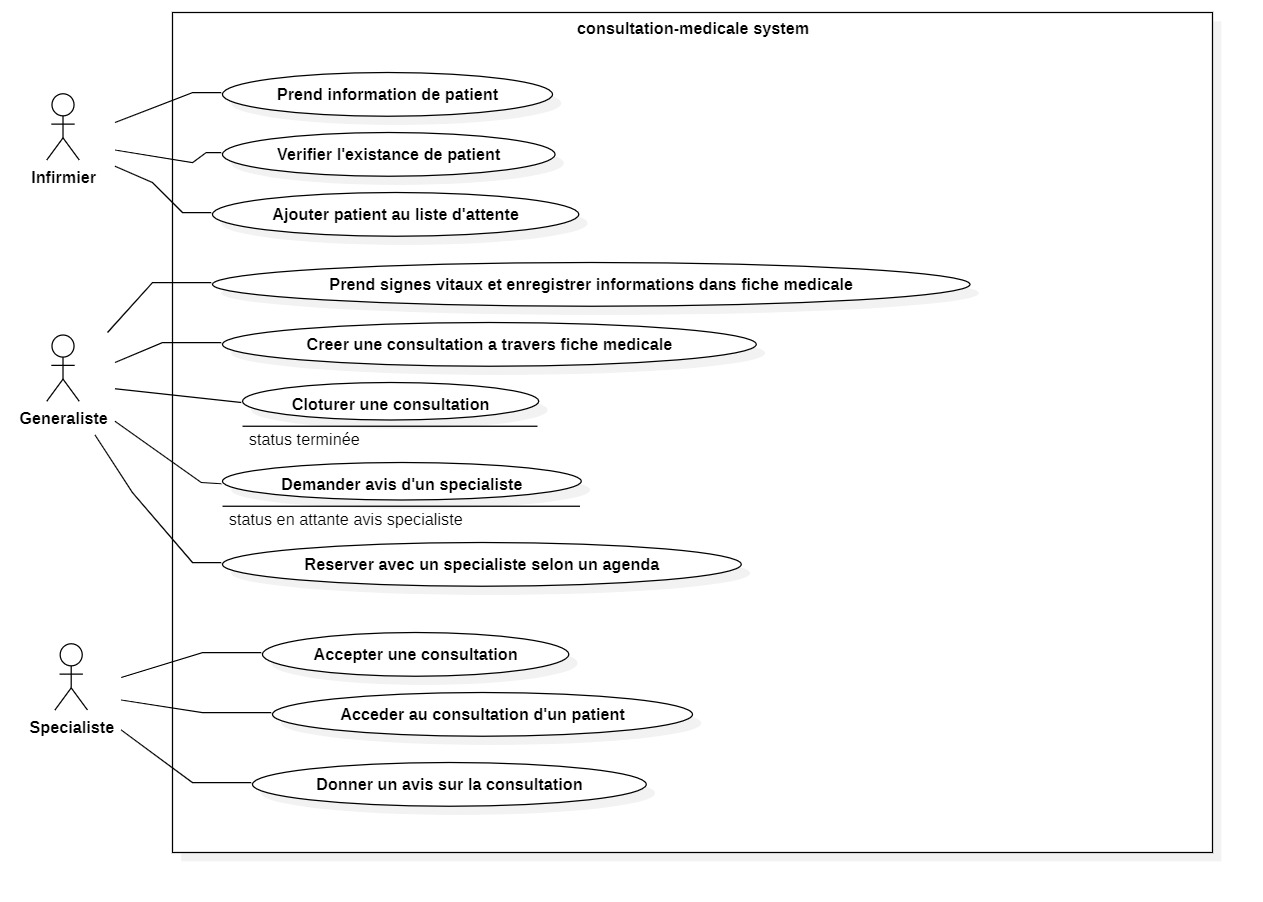 consultation-medicale system
Prend information de patient
Verifier l'existance de patient
Infirmier
Ajouter patient au liste d'attente
Prend signes vitaux et enregistrer informations dans fiche medicale
Creer une consultation a travers fiche medicale
Cloturer une consultation
Generaliste
status terminée
Demander avis d'un specialiste
status en attante avis specialiste
Reserver avec un specialiste selon un agenda
Accepter une consultation
Acceder au consultation d'un patient
Specialiste
Donner un avis sur la consultation